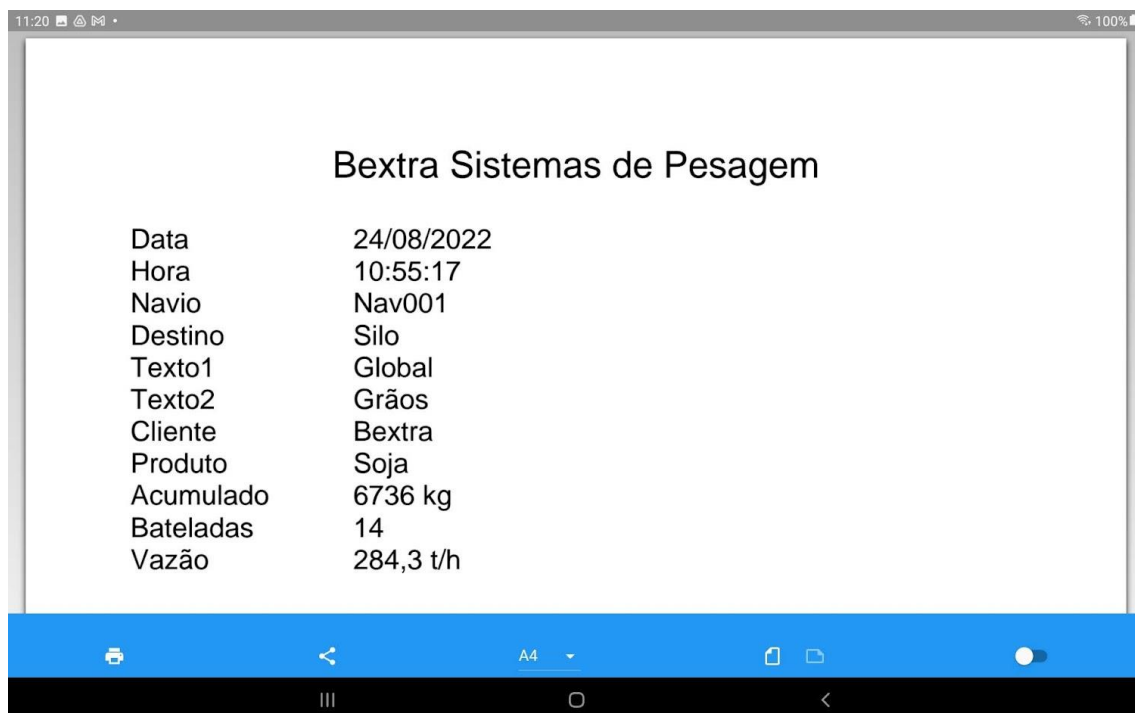 11:20 100%
Bextra Sistemas de Pesagem
Data 24/08/2022
Hora 10:55:17
Navio Nav001
Destino Silo
Texto1 Global
Texto2 Grãos
Cliente Bextra
Produto Soja
Acumulado 6736 kg
Bateladas 14
Vazão 284,3 t/h
A4